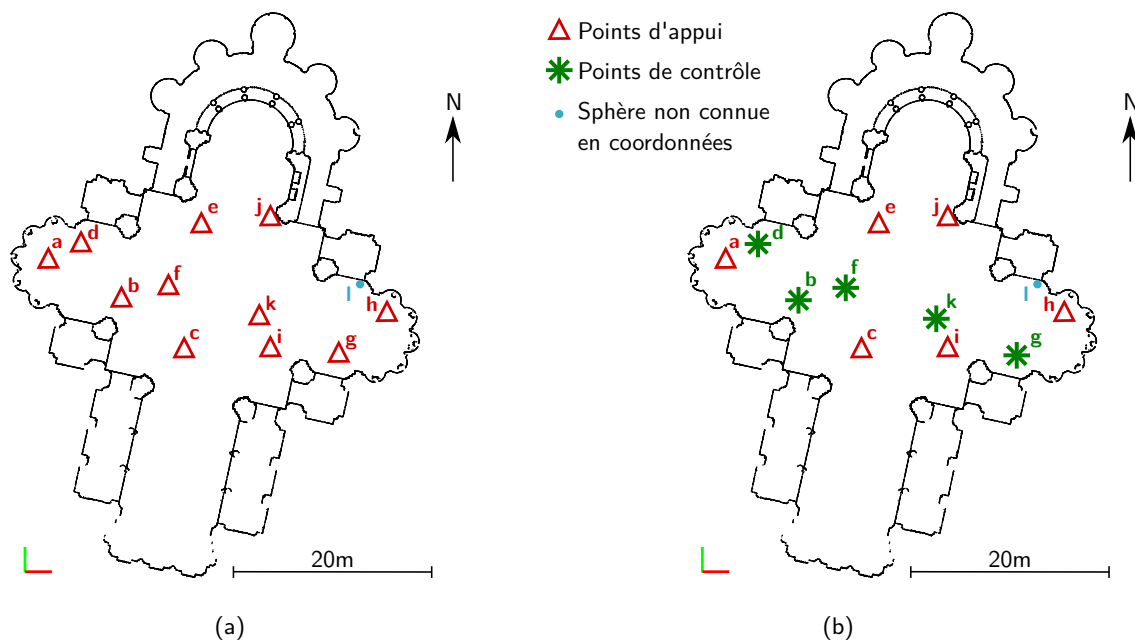 Points d'appui
Points de contrôle
Sphère non connue
en coordonnées
N
e
j
a
d
b
f
k
l
h
c
i
g
20m
(a)
N
e
j
a
d
b
f
k
l
h
c
i
g
20m
(b)